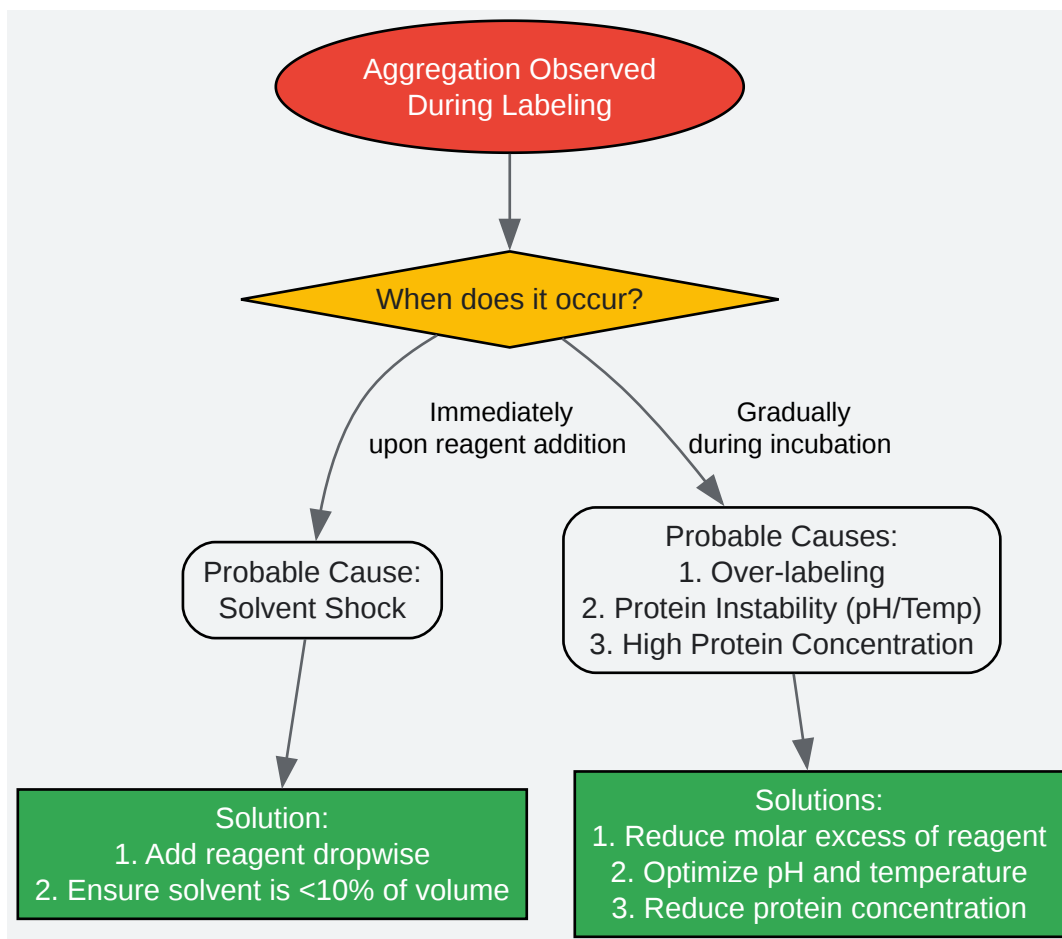 Aggregation Observed
During Labeling
When does it occur?
Immediately
upon reagent addition
Gradually
during incubation
Probable Cause:
Solvent Shock
Probable Causes:
1. Over-labeling
2. Protein Instability (pH/Temp)
3. High Protein Concentration
Solution:
1. Add reagent dropwise
2. Ensure solvent is <10% of volume
Solutions:
1. Reduce molar excess of reagent
2. Optimize pH and temperature
3. Reduce protein concentration